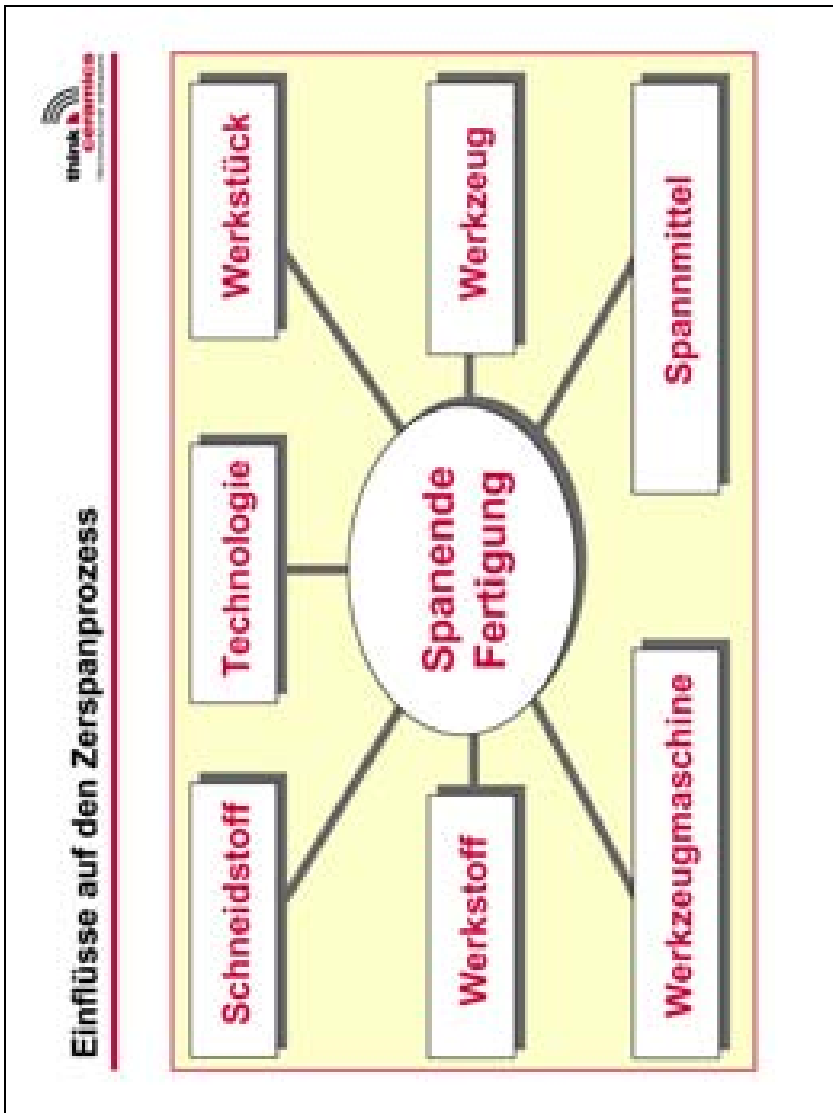 Einflüsse auf den Zerspanprozess
think
ceramics
Schneidstoff
Technologie
Werkstück
Werkstoff
Spanende
Fertigung
Werkzeug
Werkzeugmaschine
Spannmittel